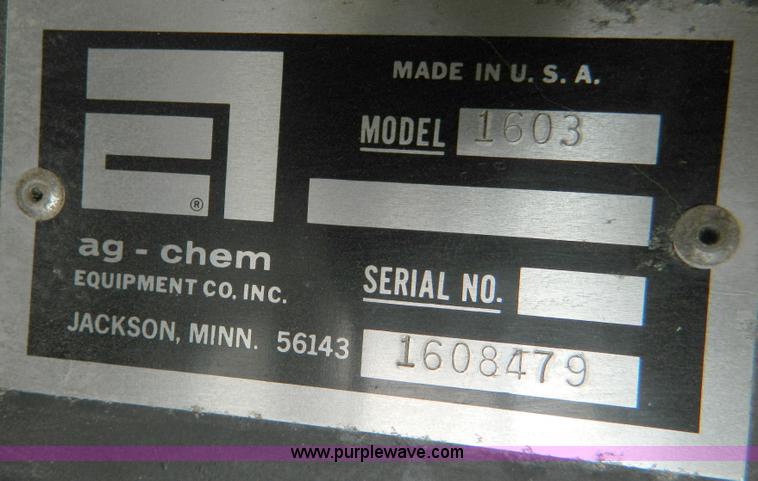 MADE IN U. S. A.
MODEL 1603
®
ag - chem
EQUIPMENT CO. INC.
JACKSON, MINN. 56143
SERIAL NO.
1608479
www.purplewave.com